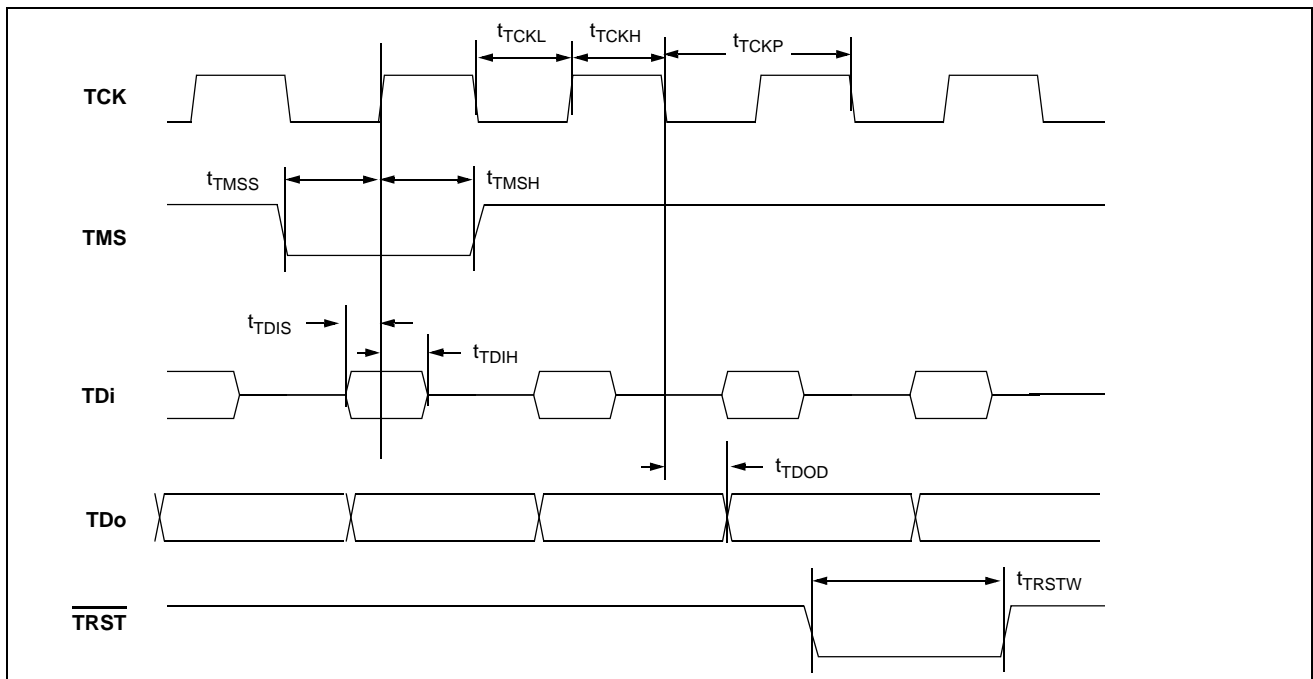 tTCKL tTCKH tTCKP
TCK
tTMSS tTMSH
TMS
tTDIS
tTDIH
TDi
tTDOD
TDo
tTRSTW
TRST